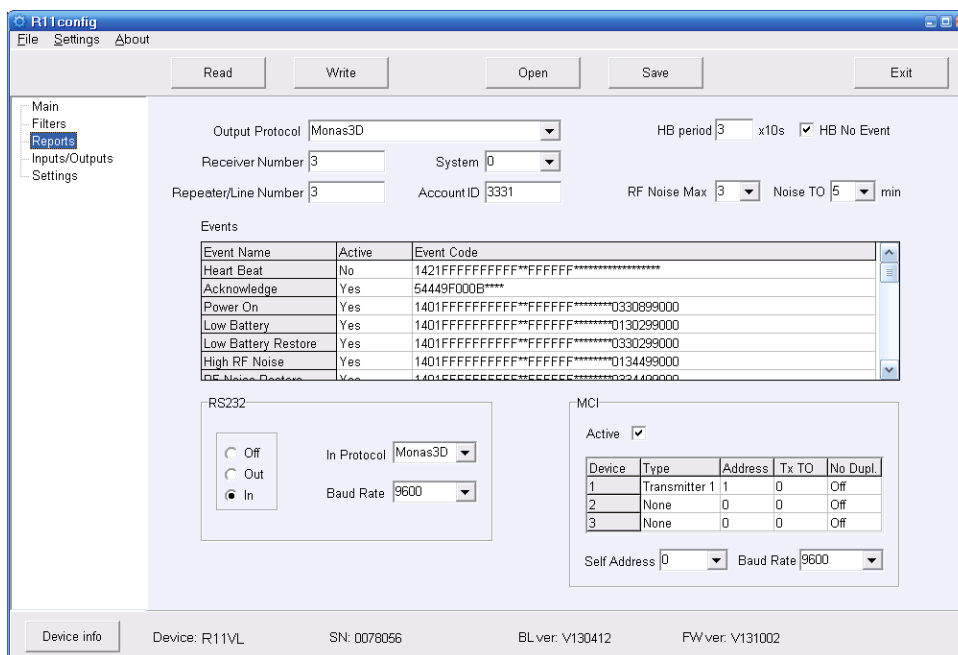 R11config
File Settings About
Read Write Open Save Exit
Main
Filters
Reports
Inputs/Outputs
Settings
Output Protocol Monas3D HB period 3 x10s HB No Event
Receiver Number 3 System 0
Repeater/Line Number 3 Account ID 3331 RF Noise Max 3 Noise TO 5 min
Events
Event Name Active Event Code
Heart Beat No 1421FFFFFFFFFF**FFFFFF******************
Acknowledge Yes 54449F000B****
Power On Yes 1401FFFFFFFFFF**FFFFFF********0330899000
Low Battery Yes 1401FFFFFFFFFF**FFFFFF********0130299000
Low Battery Restore Yes 1401FFFFFFFFFF**FFFFFF********0330299000
High RF Noise Yes 1401FFFFFFFFFF**FFFFFF********0134499000
RF Noise Restore Yes 1401FFFFFFFFFF**FFFFFF********0334499000
RS232
Off
Out
In
In Protocol Monas3D
Baud Rate 9600
MCI
Active
Device Type Address Tx TO No Dupl.
1 Transmitter 1 1 0 Off
2 None 0 0 Off
3 None 0 0 Off
Self Address 0 Baud Rate 9600
Device info Device: R11VL SN: 0078056 BL ver: V130412 FW ver: V131002